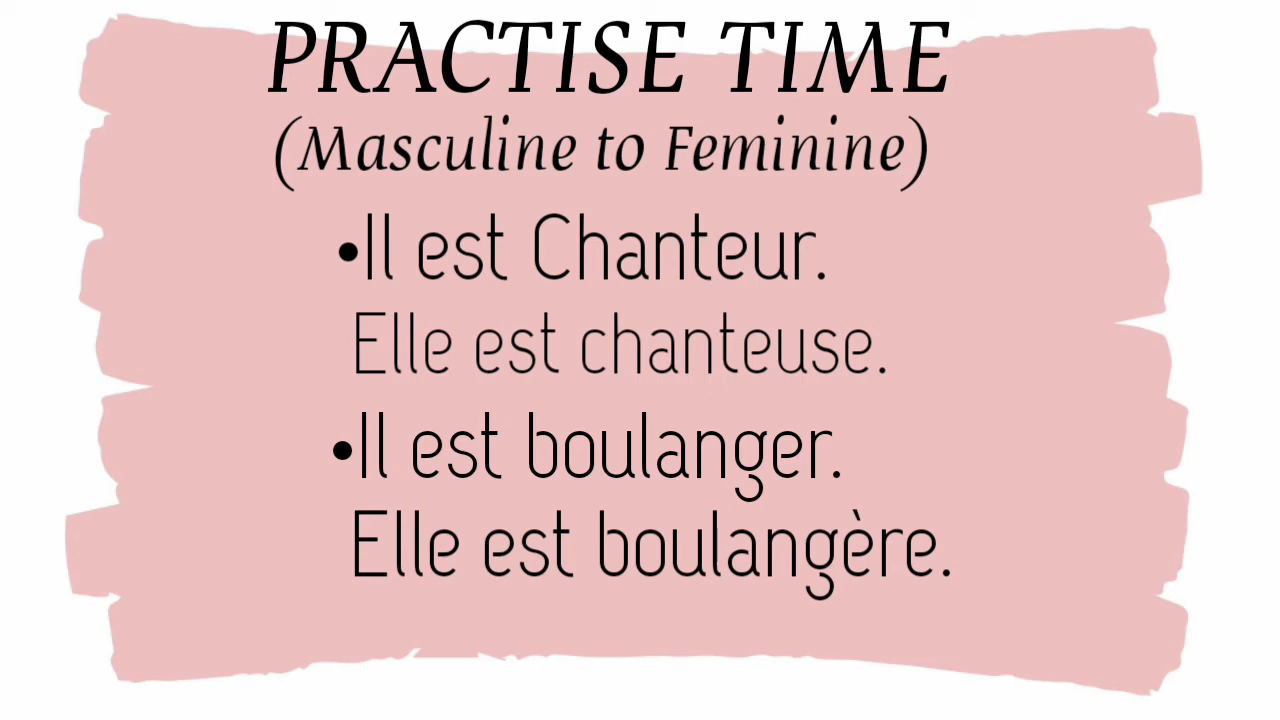 PRACTISE TIME
(Masculine to Feminine)
•Il est Chanteur.
Elle est chanteuse.
•Il est boulanger.
Elle est boulangère.